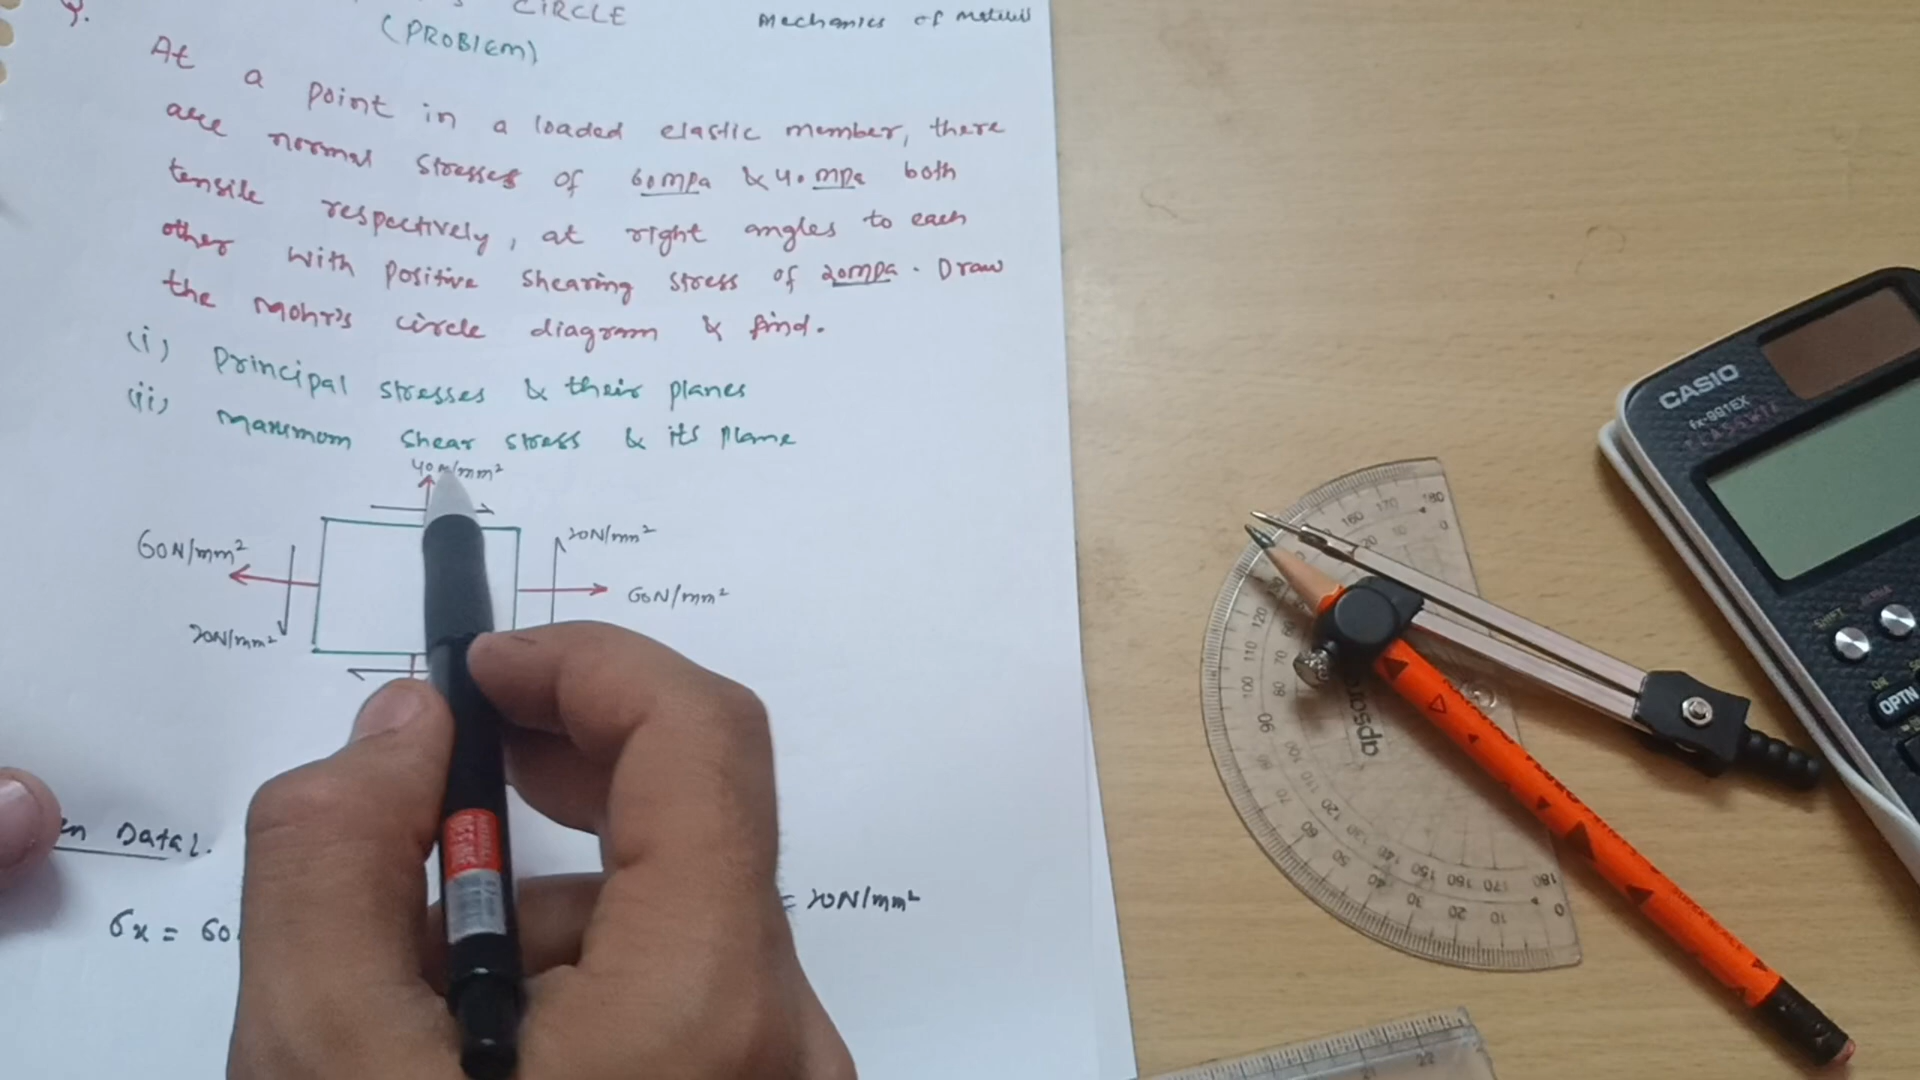 CIRCLE
(PROBLEM)
Mechanics of
At a point in a loaded elastic member, there
are normal stresses of 60mpa & 40mpa both
tensile respectively, at right angles to each
other with positive shearing stress of 20mpa. Draw
the Mohr's circle diagram & find.
(i) Principal stresses & their planes
(ii) Maximum shear stress & its plane
40N/mm²
60N/mm²
20N/mm²
20N/mm²
60N/mm²
Data:
σx = 60
= 20N/mm²
CASIO
fx-991EX
CLASSWIZ
SHIFT
OPTN
apsara